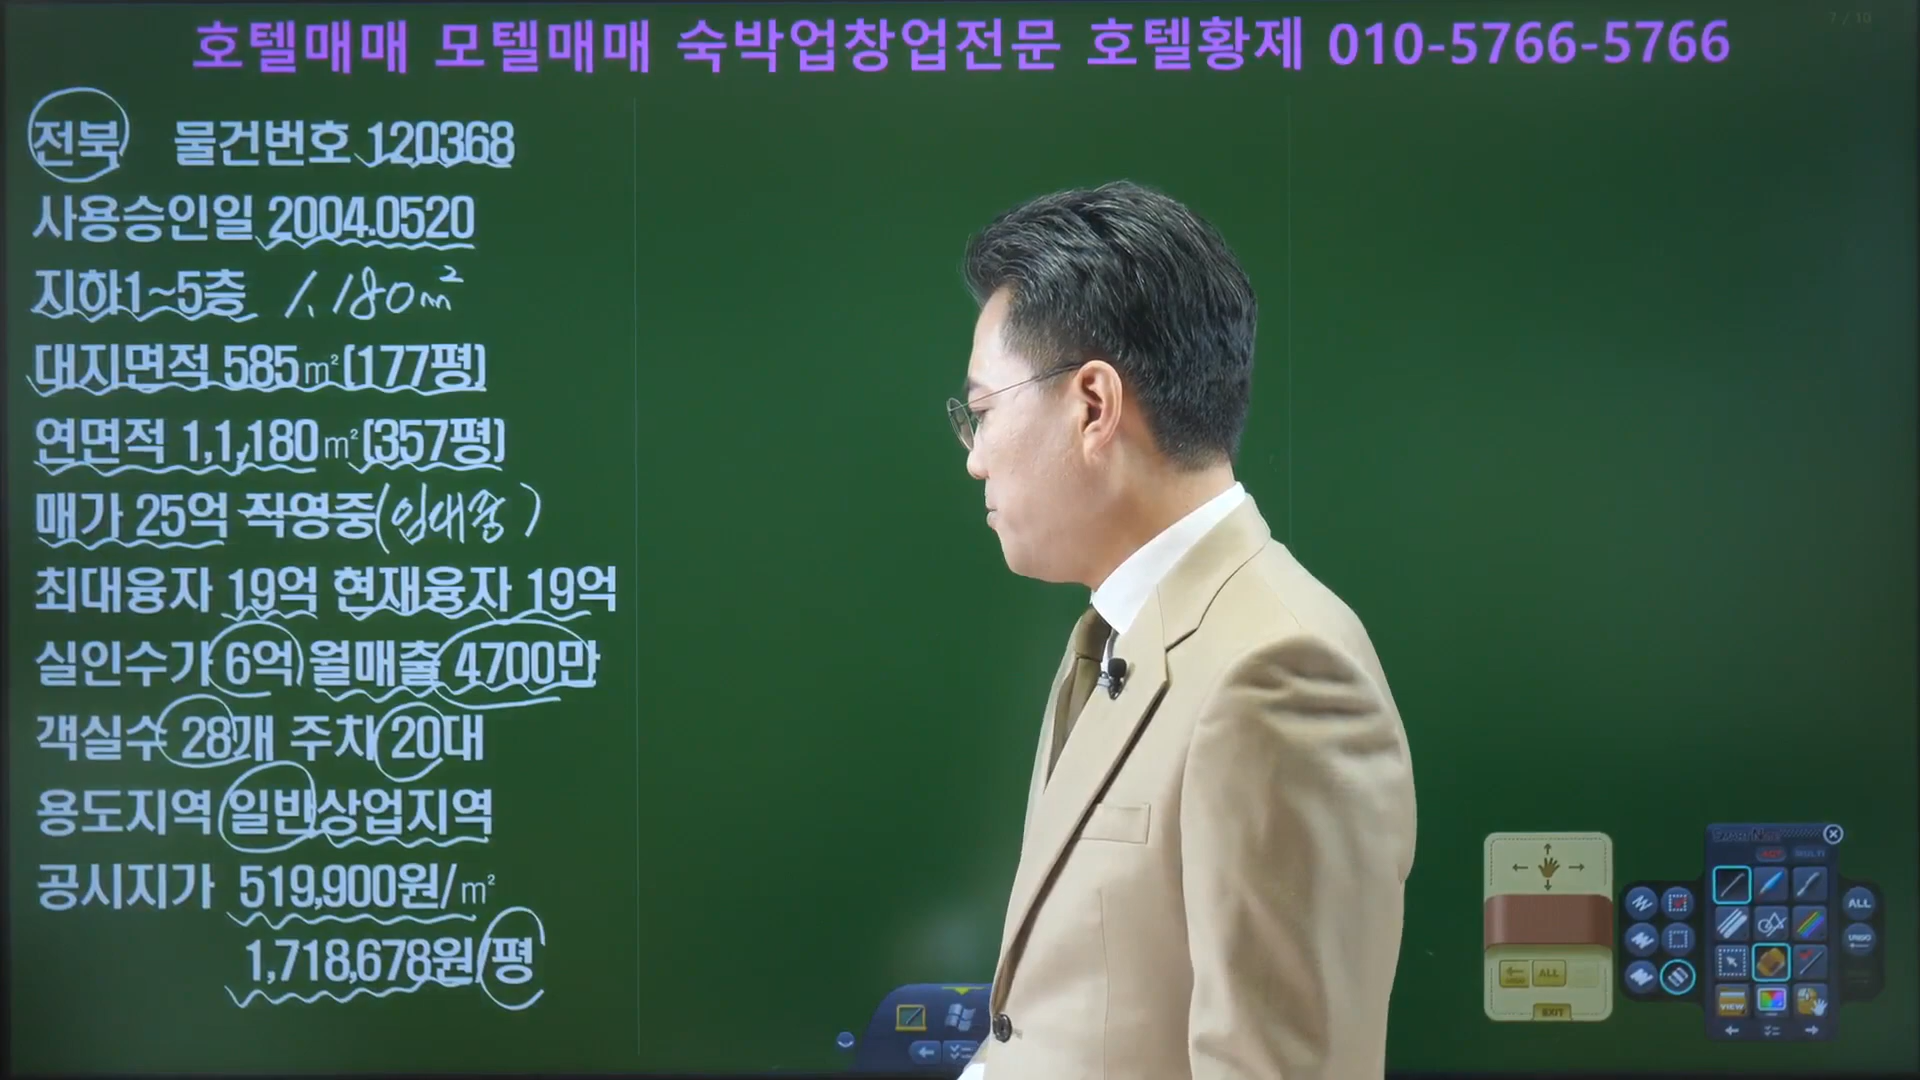 호텔매매 모텔매매 숙박업창업전문 호텔황제 010-5766-5766
7 / 10
전북 물건번호 120368
사용승인일 2004.0520
지하1~5층 1.180m²
대지면적 585㎡(177평)
연면적 1,1,180㎡(357평)
매가 25억 직영중(임대중)
최대융자 19억 현재융자 19억
실인수가 6억 월매출 4700만
객실수 28개 주차 20대
용도지역 일반상업지역
공시지가 519,900원/㎡
1,718,678원/평
ALL
UNDO
ALL
VIEW
EXIT